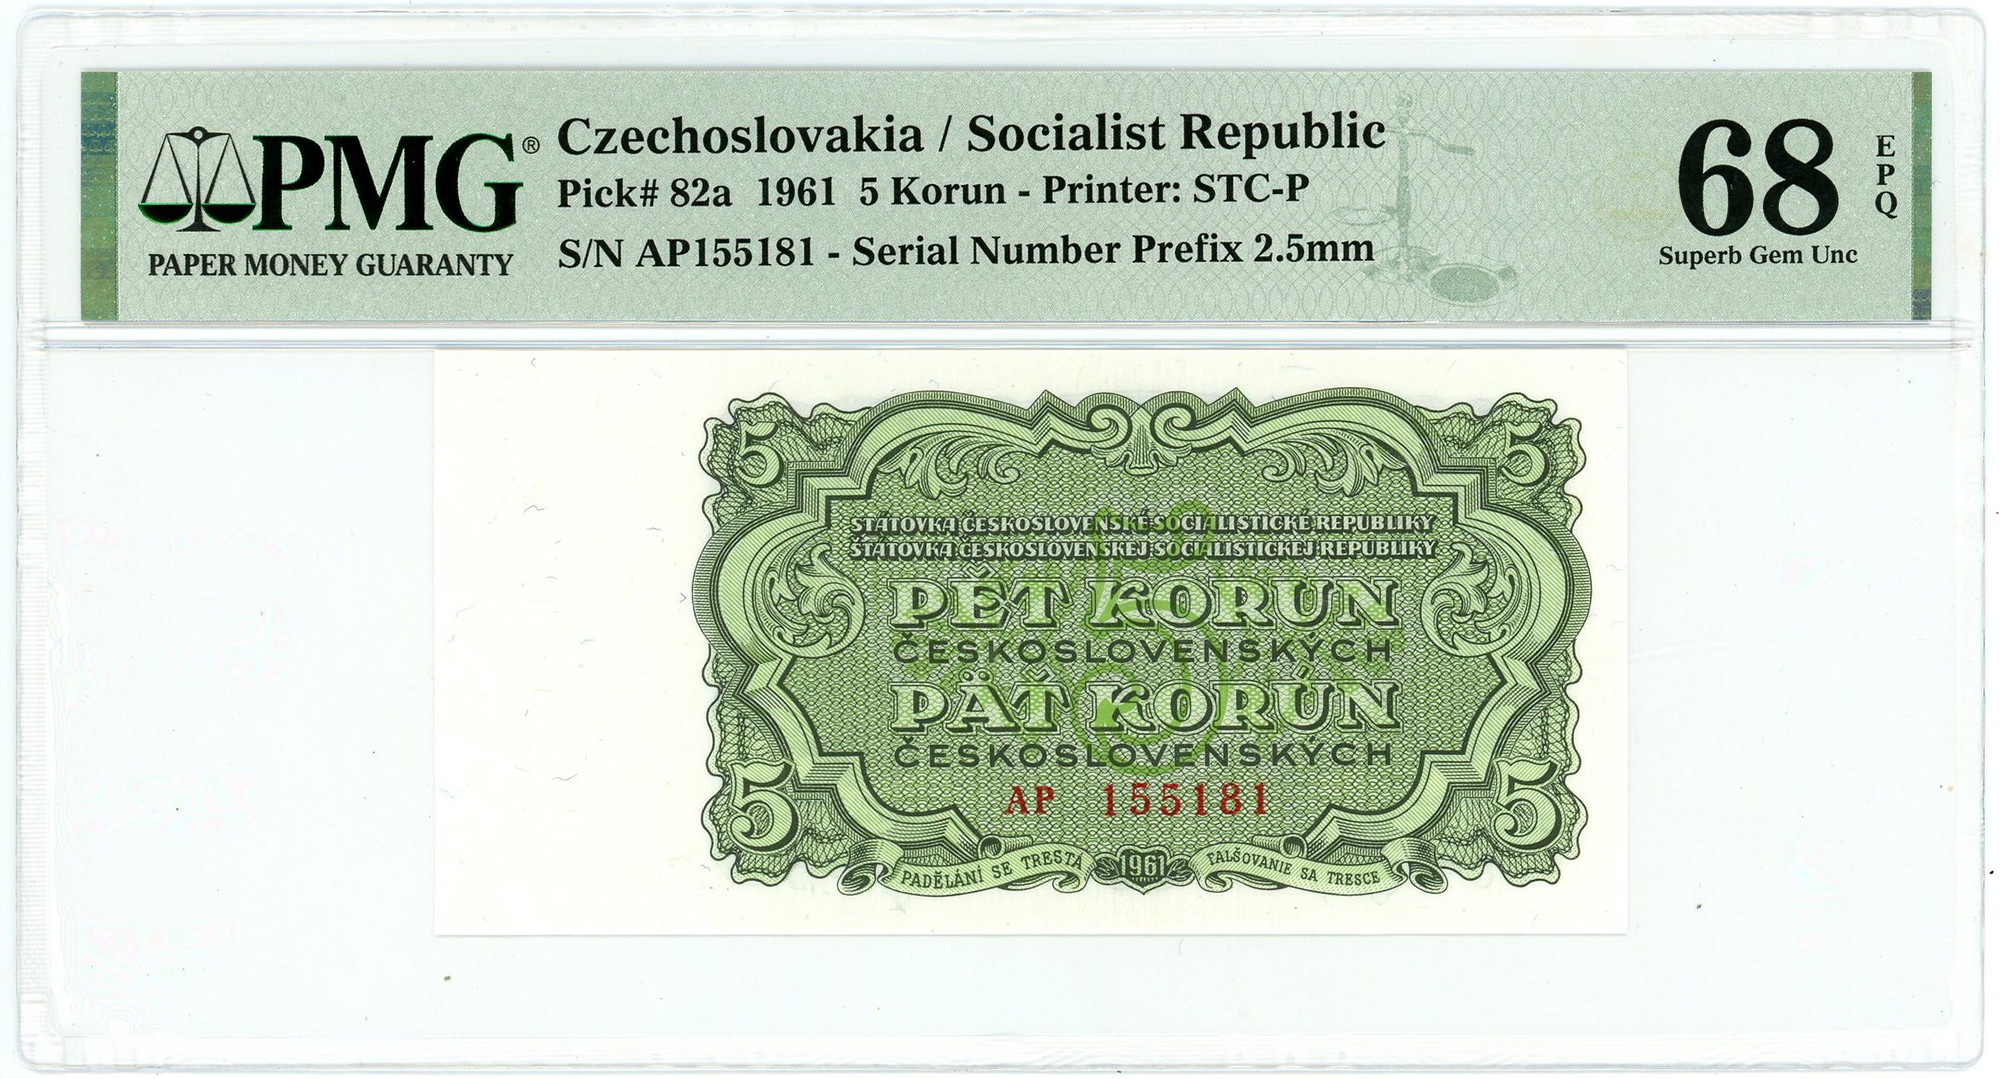 PMG®
PAPER MONEY GUARANTY
Czechoslovakia / Socialist Republic
Pick# 82a 1961 5 Korun - Printer: STC-P
S/N AP155181 - Serial Number Prefix 2.5mm
68
EPQ
Superb Gem Unc
5 5
STÁTOVKA ČESKOSLOVENSKÉ SOCIALISTICKÉ REPUBLIKY
ŠTÁTOVKA ČESKOSLOVENSKEJ SOCIALISTICKEJ REPUBLIKY
PĚT KORUN
ČESKOSLOVENSKÝCH
PÄŤ KORÚN
ČESKOSLOVENSKÝCH
5 5
AP 155181
PADĚLÁNÍ SE TRESTÁ 1961 FALŠOVANIE SA TRESCE